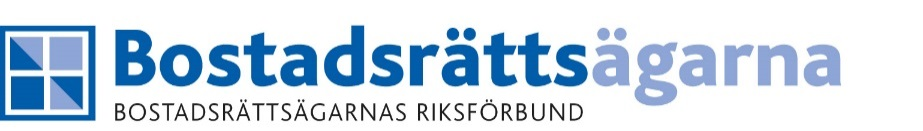 Bostadsrättsägarna
BOSTADSRÄTTSÄGARNAS RIKSFÖRBUND